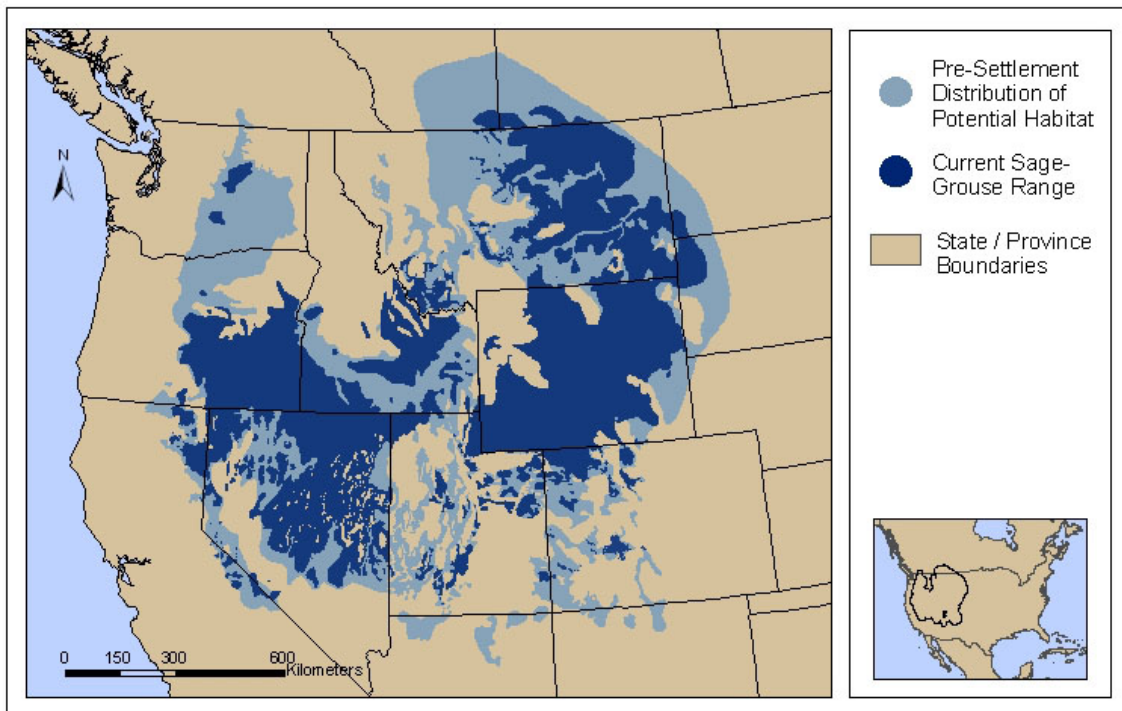 N
0 150 300 600
Kilometers
Pre-Settlement
Distribution of
Potential Habitat
Current Sage-
Grouse Range
State / Province
Boundaries